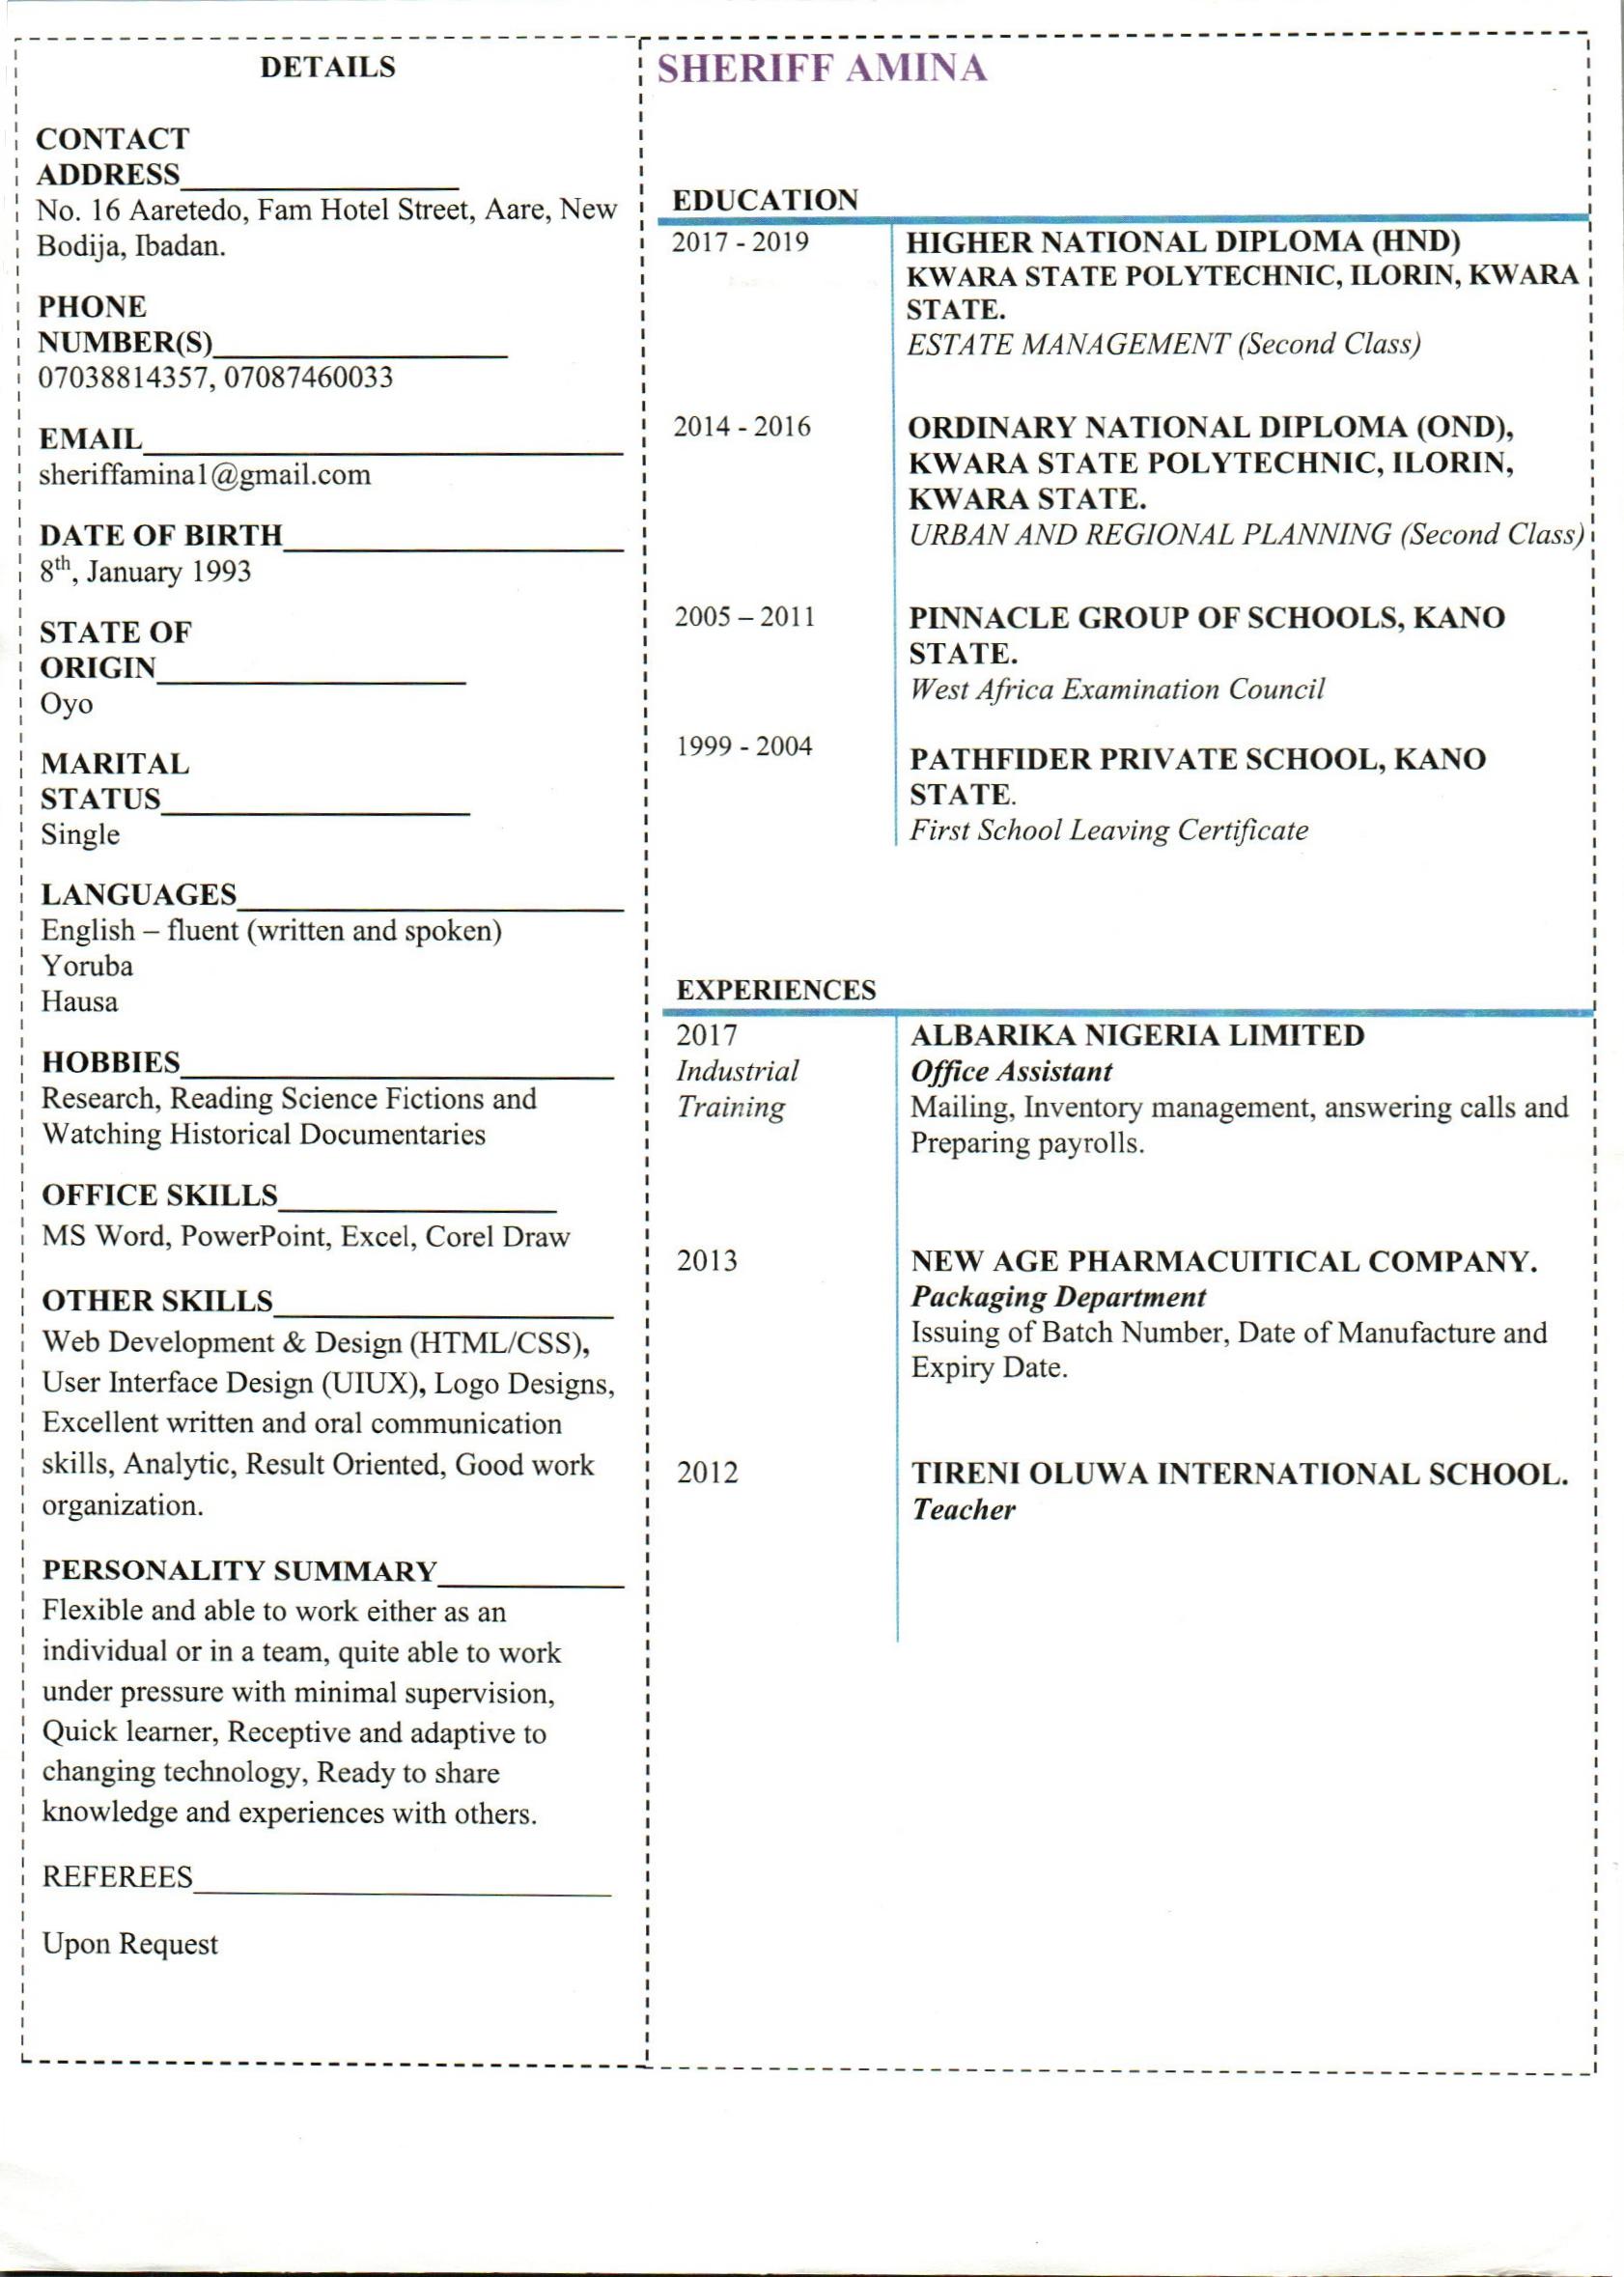 DETAILS
CONTACT
ADDRESS
No. 16 Aaretedo, Fam Hotel Street, Aare, New
Bodija, Ibadan.
PHONE
NUMBER(S)
07038814357, 07087460033
EMAIL
sheriffamina1@gmail.com
DATE OF BIRTH
8th, January 1993
STATE OF
ORIGIN
Oyo
MARITAL
STATUS
Single
LANGUAGES
English – fluent (written and spoken)
Yoruba
Hausa
HOBBIES
Research, Reading Science Fictions and
Watching Historical Documentaries
OFFICE SKILLS
MS Word, PowerPoint, Excel, Corel Draw
OTHER SKILLS
Web Development & Design (HTML/CSS),
User Interface Design (UIUX), Logo Designs,
Excellent written and oral communication
skills, Analytic, Result Oriented, Good work
organization.
PERSONALITY SUMMARY
Flexible and able to work either as an
individual or in a team, quite able to work
under pressure with minimal supervision,
Quick learner, Receptive and adaptive to
changing technology, Ready to share
knowledge and experiences with others.
REFEREES
Upon Request
SHERIFF AMINA
EDUCATION
2017 - 2019
HIGHER NATIONAL DIPLOMA (HND)
KWARA STATE POLYTECHNIC, ILORIN, KWARA
STATE.
ESTATE MANAGEMENT (Second Class)
2014 - 2016
ORDINARY NATIONAL DIPLOMA (OND),
KWARA STATE POLYTECHNIC, ILORIN,
KWARA STATE.
URBAN AND REGIONAL PLANNING (Second Class)
2005 – 2011
PINNACLE GROUP OF SCHOOLS, KANO
STATE.
West Africa Examination Council
1999 - 2004
PATHFIDER PRIVATE SCHOOL, KANO
STATE.
First School Leaving Certificate
EXPERIENCES
2017
Industrial
Training
ALBARIKA NIGERIA LIMITED
Office Assistant
Mailing, Inventory management, answering calls and
Preparing payrolls.
2013
NEW AGE PHARMACUITICAL COMPANY.
Packaging Department
Issuing of Batch Number, Date of Manufacture and
Expiry Date.
2012
TIRENI OLUWA INTERNATIONAL SCHOOL.
Teacher